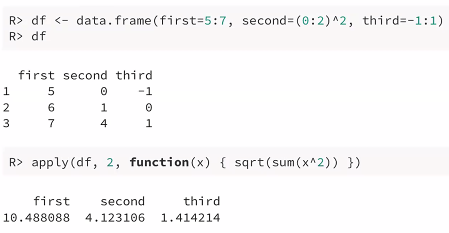 R> df <- data.frame(first=5:7, second=(0:2)^2, third=-1:1)
R> df
first second third
1 5 0 -1
2 6 1 0
3 7 4 1
R> apply(df, 2, function(x) { sqrt(sum(x^2)) })
first second third
10.488088 4.123106 1.414214